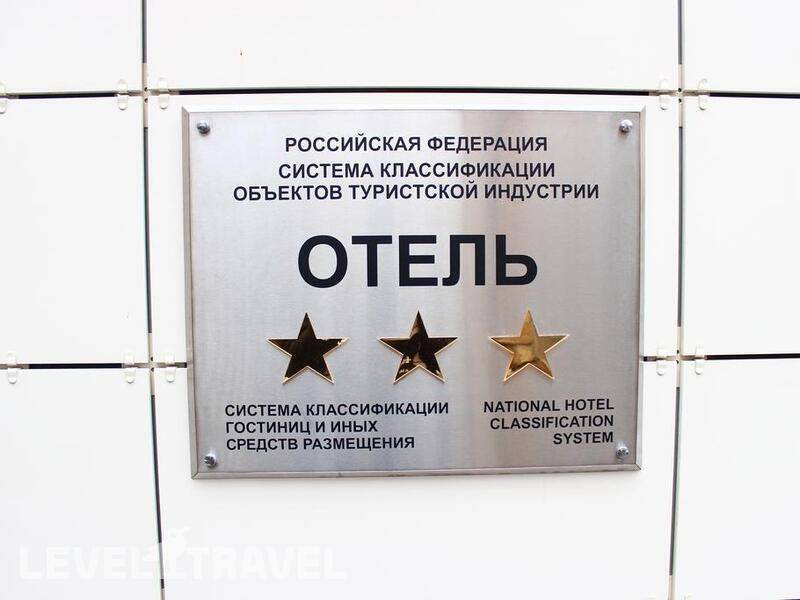 РОССИЙСКАЯ ФЕДЕРАЦИЯ
СИСТЕМА КЛАССИФИКАЦИИ
ОБЪЕКТОВ ТУРИСТСКОЙ ИНДУСТРИИ
ОТЕЛЬ
СИСТЕМА КЛАССИФИКАЦИИ
ГОСТИНИЦ И ИНЫХ
СРЕДСТВ РАЗМЕЩЕНИЯ
NATIONAL HOTEL
CLASSIFICATION
SYSTEM
LEVEL TRAVEL